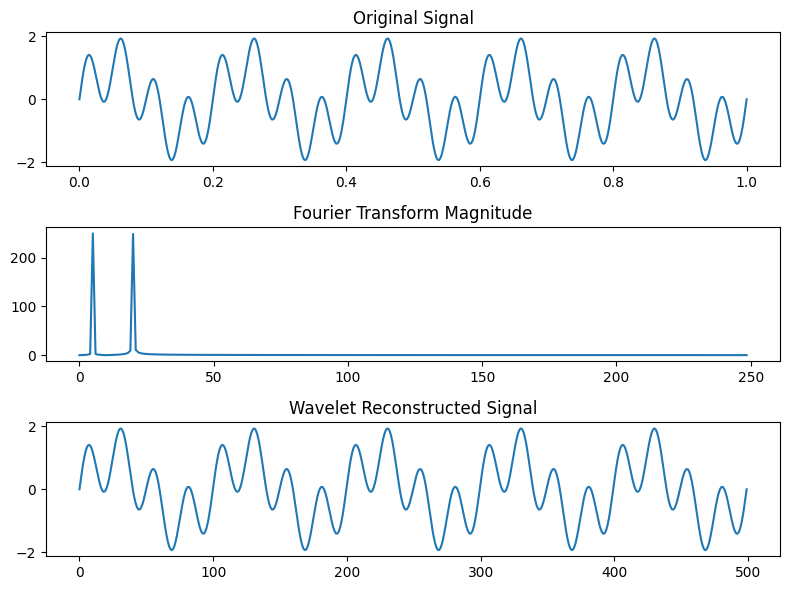 Original Signal
2
0
−2
0.0 0.2 0.4 0.6 0.8 1.0
Fourier Transform Magnitude
200
100
0
0 50 100 150 200 250
Wavelet Reconstructed Signal
2
0
−2
0 100 200 300 400 500